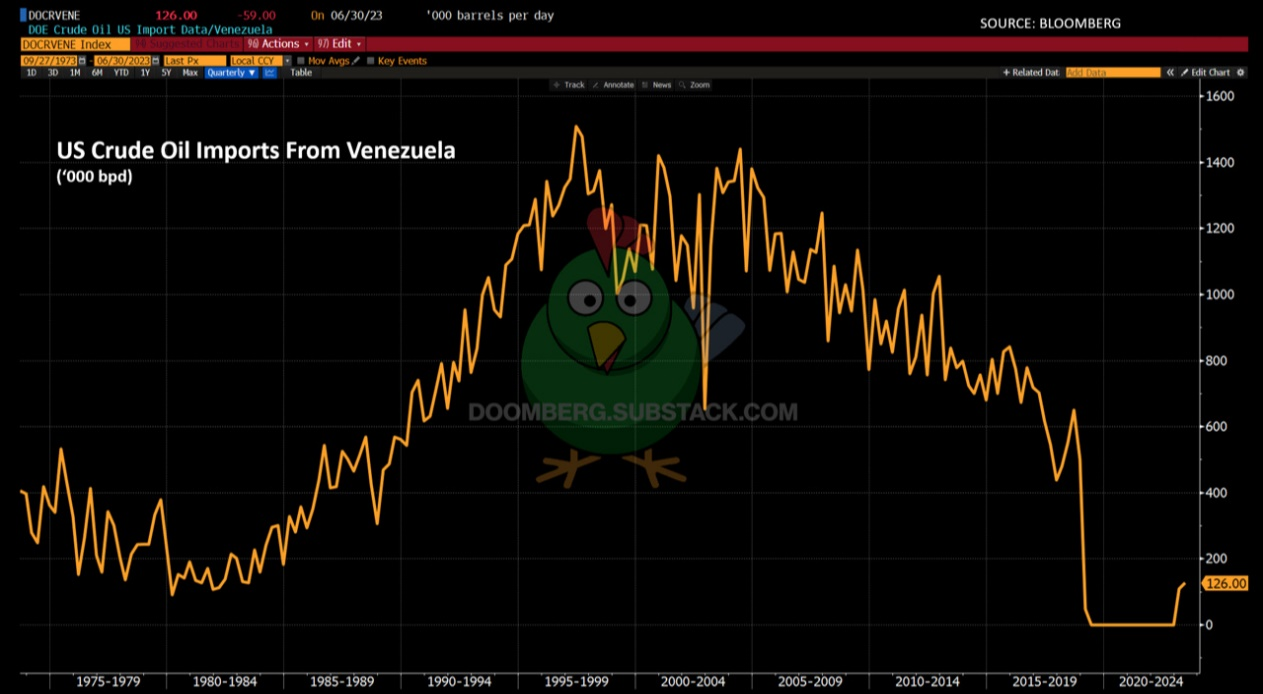 DOCRVENE 126.00 -59.00 On 06/30/23 '000 barrels per day
SOURCE: BLOOMBERG
DOE Crude Oil US Import Data/Venezuela
DOCRVENE Index 96) Suggested Charts 98) Actions 97) Edit
09/27/1973 - 06/30/2023 Last Px Local CCY Mov Avgs Key Events
1D 3D 1M 6M YTD 1Y 5Y Max Quarterly ▼ Table + Related Dat. Add Data « Edit Chart
+ Track Annotate News Zoom
US Crude Oil Imports From Venezuela
(‘000 bpd)
DOOMBERG.SUBSTACK.COM
1600
1400
1200
1000
800
600
400
200
126.00
0
1975-1979 1980-1984 1985-1989 1990-1994 1995-1999 2000-2004 2005-2009 2010-2014 2015-2019 2020-2024